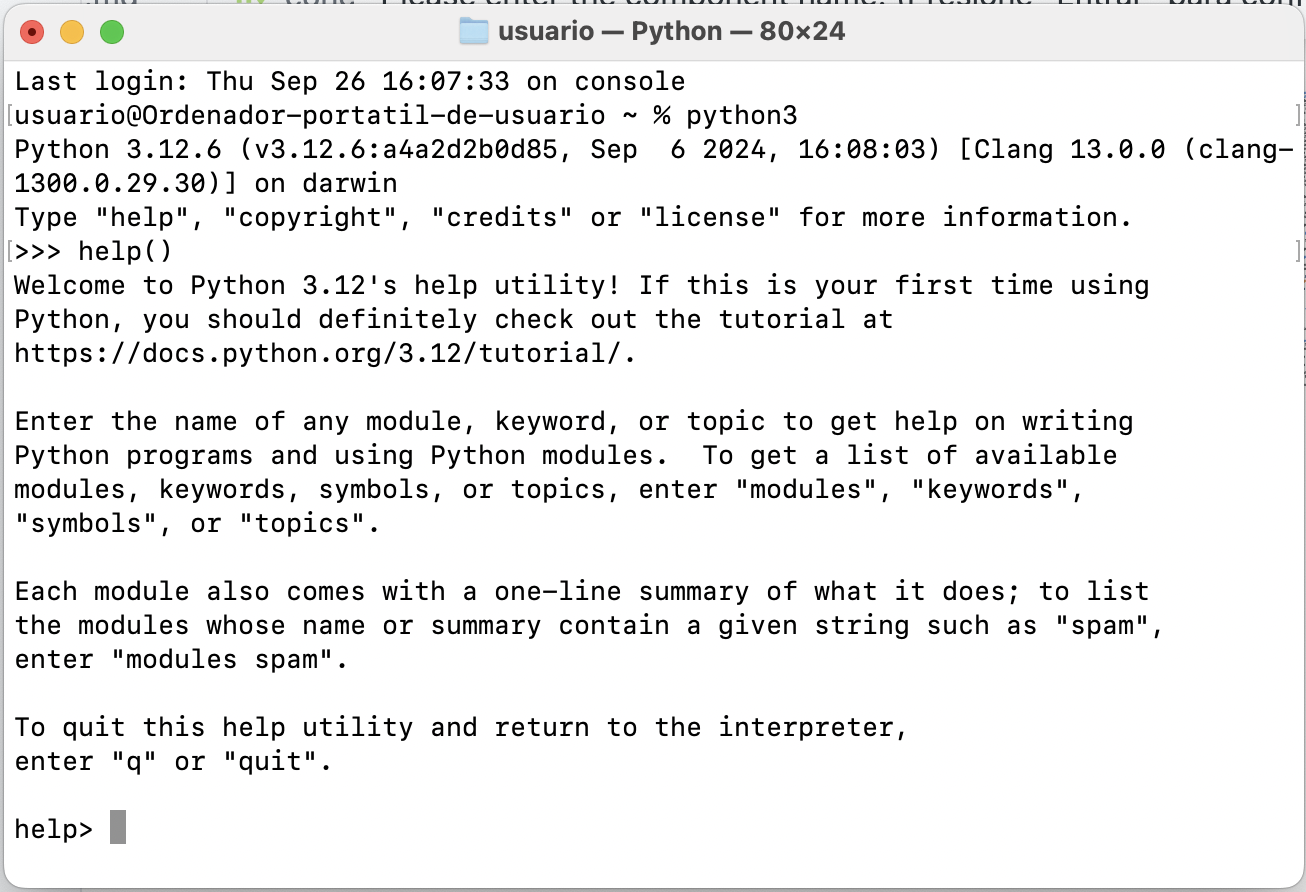 usuario — Python — 80×24
Last login: Thu Sep 26 16:07:33 on console
[usuario@Ordenador-portatil-de-usuario ~ % python3 ]
Python 3.12.6 (v3.12.6:a4a2d2b0d85, Sep  6 2024, 16:08:03) [Clang 13.0.0 (clang-
1300.0.29.30)] on darwin
Type "help", "copyright", "credits" or "license" for more information.
[>>> help() ]
Welcome to Python 3.12's help utility! If this is your first time using
Python, you should definitely check out the tutorial at
https://docs.python.org/3.12/tutorial/.
Enter the name of any module, keyword, or topic to get help on writing
Python programs and using Python modules.  To get a list of available
modules, keywords, symbols, or topics, enter "modules", "keywords",
"symbols", or "topics".
Each module also comes with a one-line summary of what it does; to list
the modules whose name or summary contain a given string such as "spam",
enter "modules spam".
To quit this help utility and return to the interpreter,
enter "q" or "quit".
help>